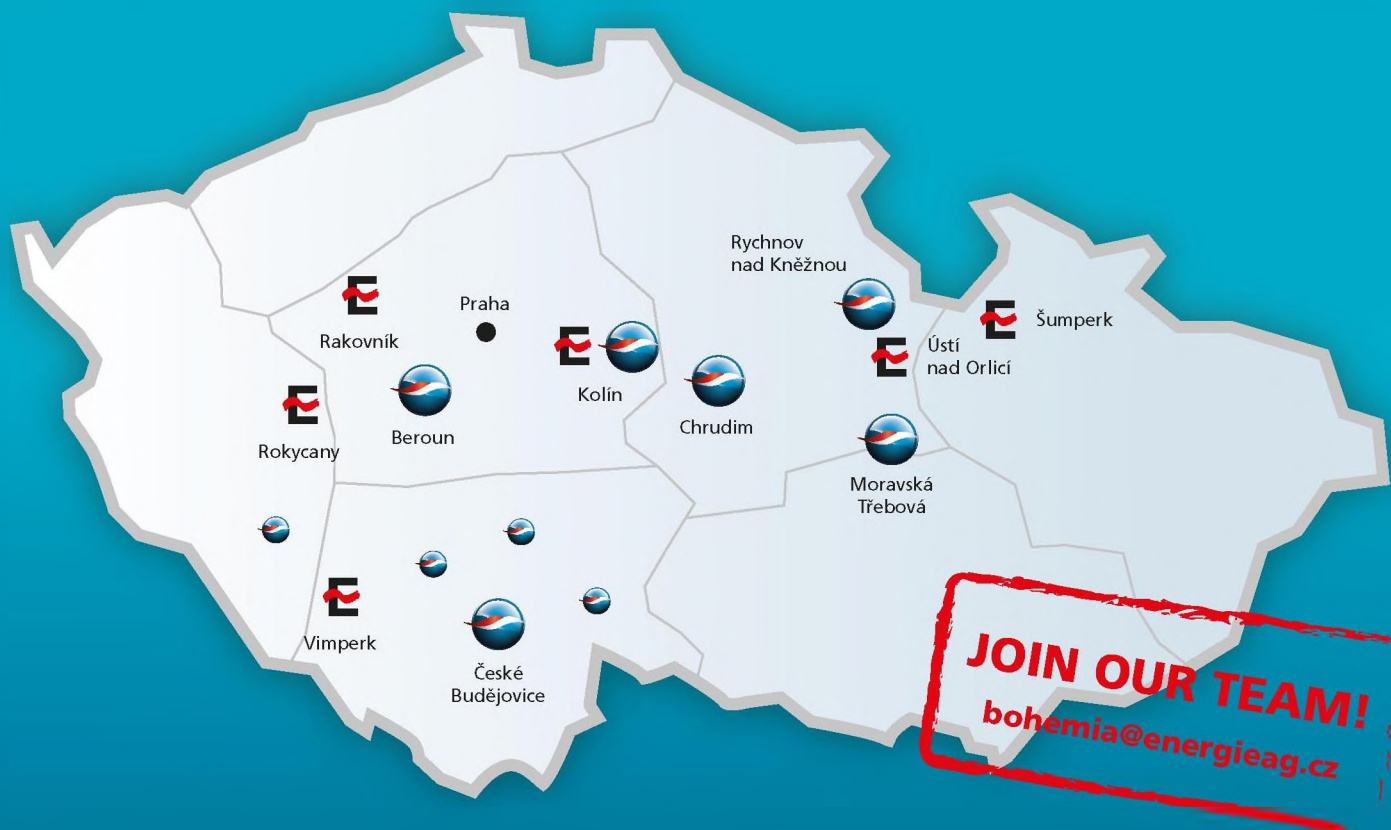 Rychnov
nad Kněžnou
Praha
Rakovník
Šumperk
Ústí
nad Orlicí
Kolín
Chrudim
Beroun
Rokycany
Moravská
Třebová
Vimperk
České
Budějovice
JOIN OUR TEAM!
bohemia@energieag.cz